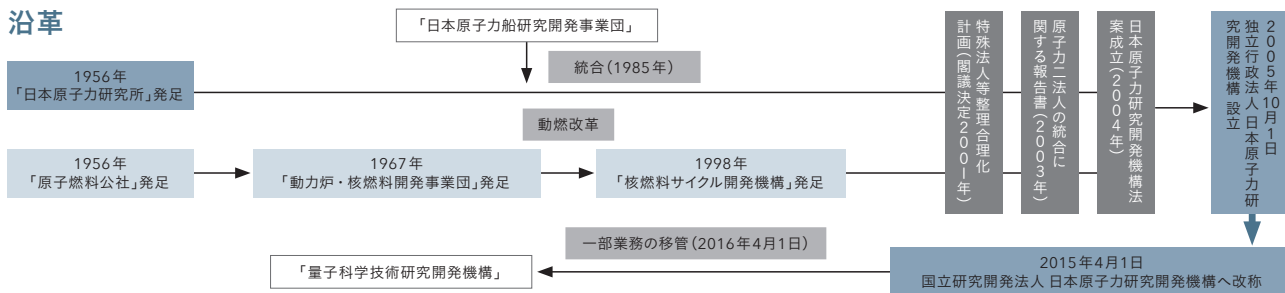 沿革
「日本原子力船研究開発事業団」
統合(1985年)
1956年
「日本原子力研究所」発足
動燃改革
1956年
「原子燃料公社」発足
1967年
「動力炉・核燃料開発事業団」発足
1998年
「核燃料サイクル開発機構」発足
特殊法人等整理合理化
計画(閣議決定2001年)
原子力二法人の統合に
関する報告書(2003年)
日本原子力研究開発機構法
案成立(2004年)
2005年10月1日
独立行政法人 日本原子力研
究開発機構 設立
一部業務の移管(2016年4月1日)
「量子科学技術研究開発機構」
2015年4月1日
国立研究開発法人 日本原子力研究開発機構へ改称